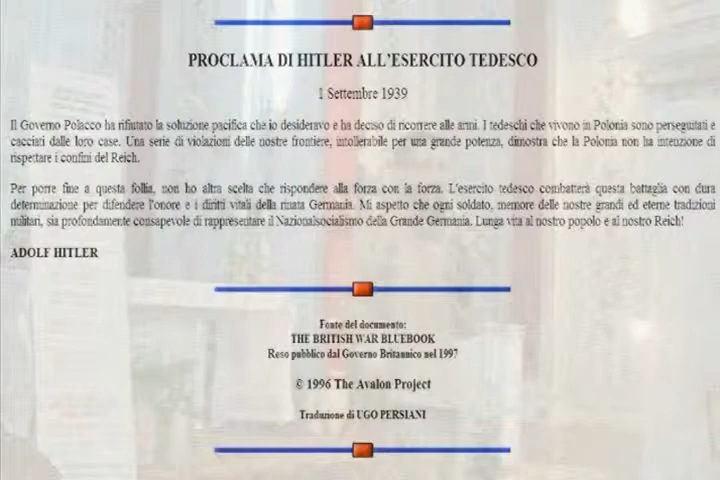 PROCLAMA DI HITLER ALL'ESERCITO TEDESCO
1 Settembre 1939
Il Governo Polacco ha rifiutato la soluzione pacifica che io desideravo e ha deciso di ricorrere alle armi. I tedeschi che vivono in Polonia sono perseguitati e
cacciati dalle loro case. Una serie di violazioni delle nostre frontiere, intollerabile per una grande potenza, dimostra che la Polonia non ha intenzione di
rispettare i confini del Reich.
Per porre fine a questa follia, non ho altra scelta che rispondere alla forza con la forza. L'esercito tedesco combatterà questa battaglia con dura
determinazione per difendere l'onore e i diritti vitali della rinata Germania. Mi aspetto che ogni soldato, memore delle nostre grandi ed eterne tradizioni
militari, sia profondamente consapevole di rappresentare il Nazionalsocialismo della Grande Germania. Lunga vita al nostro popolo e al nostro Reich!
ADOLF HITLER
Fonte del documento:
THE BRITISH WAR BLUEBOOK
Reso pubblico dal Governo Britannico nel 1997
© 1996 The Avalon Project
Traduzione di UGO PERSIANI